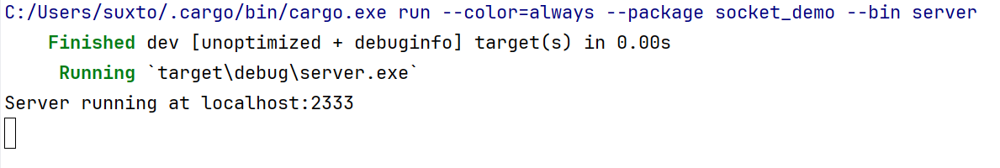 C:/Users/suxto/.cargo/bin/cargo.exe run --color=always --package socket_demo --bin server
Finished dev [unoptimized + debuginfo] target(s) in 0.00s
Running `target\debug\server.exe`
Server running at localhost:2333